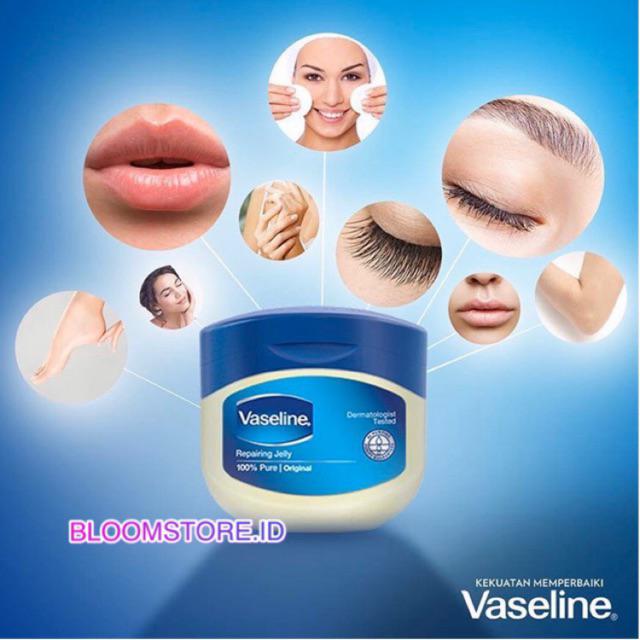 Vaseline®
Repairing Jelly
100% Pure | Original
Dermatologist
Tested
BLOOMSTORE.ID
KEKUATAN MEMPERBAIKI
Vaseline®